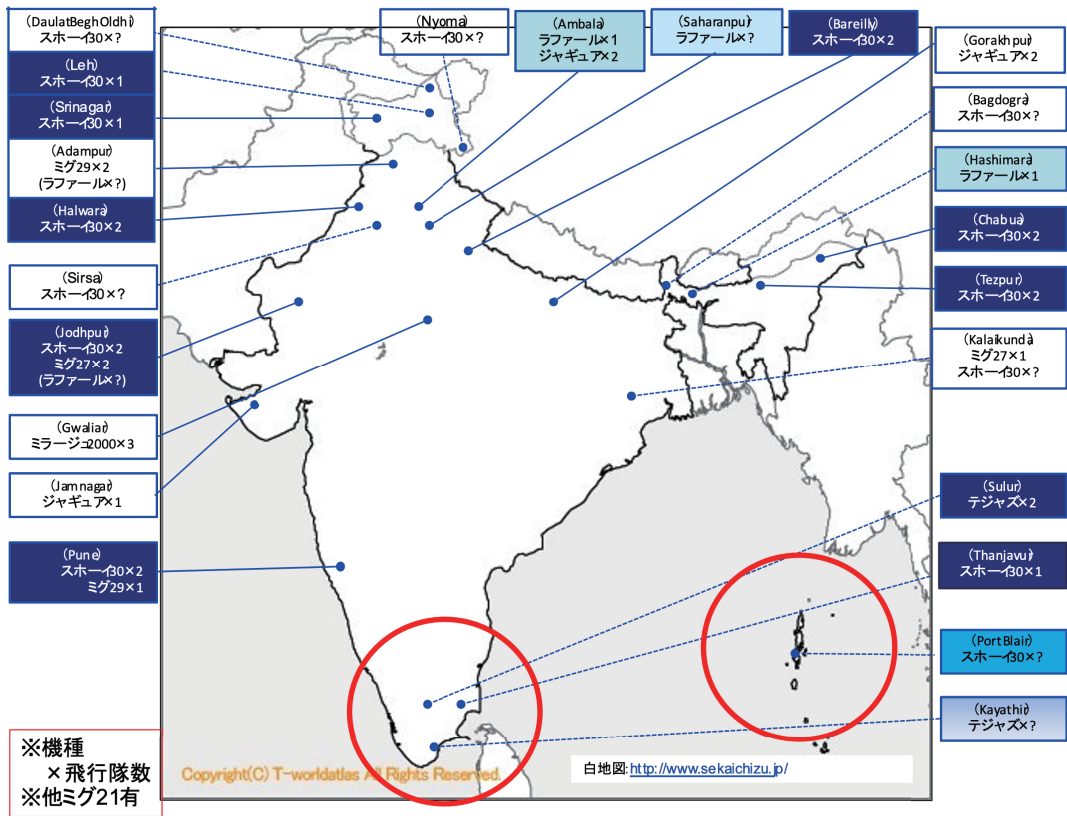 (DaulatBeghOldhi)
スホーイ30×?
(Leh)
スホーイ30×1
(Srinagar)
スホーイ30×1
(Adampur)
ミグ29×2
(ラファール×?)
(Halwara)
スホーイ30×2
(Sirsa)
スホーイ30×?
(Jodhpur)
スホーイ30×2
ミグ27×2
(ラファール×?)
(Gwaliar)
ミラージュ2000×3
(Jamnagar)
ジャギュア×1
(Pune)
スホーイ30×2
ミグ29×1
(Nyoma)
スホーイ30×?
(Ambala)
ラファール×1
ジャギュア×2
(Saharanpur)
ラファール×?
(Bareilly)
スホーイ30×2
(Gorakhpur)
ジャギュア×2
(Bagdogra)
スホーイ30×?
(Hashimara)
ラファール×1
(Chabua)
スホーイ30×2
(Tezpur)
スホーイ30×2
(Kalaikunda)
ミグ27×1
スホーイ30×?
(Sulur)
テジャズ×2
(Thanjavur)
スホーイ30×1
(PortBlair)
スホーイ30×?
(Kayathir)
テジャズ×?
※機種
×飛行隊数
※他ミグ21有
Copyright(C) T-worldatlas All Rights Reserved.
白地図:http://www.sekaichizu.jp/